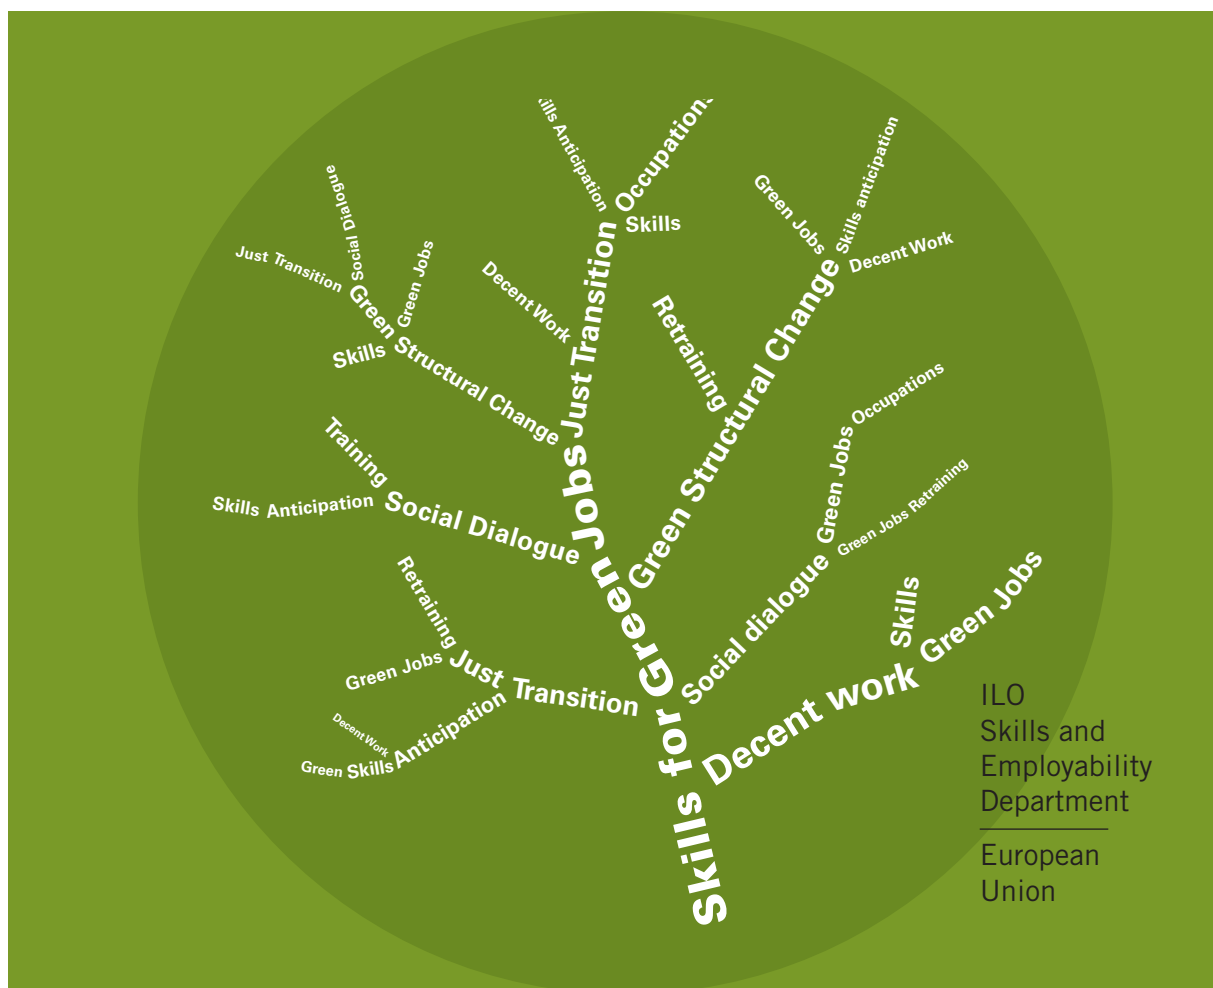 ills Anticipation
Occupations
Skills
Just Transition
Decent Work
Social Dialogue
Just Transition
Green Jobs
Skills
Green Structural Change
Green Jobs
Skills anticipation
Decent Work
Retraining
Green Structural Change
Training
Skills Anticipation
Social Dialogue
Occupations
Green Jobs
Green Jobs Retraining
Social dialogue
Retraining
Green Jobs
Just Transition
Decent Work
Green Skills Anticipation
Skills
Green Jobs
Decent work
Skills for Green Jobs
ILO
Skills and
Employability
Department
European
Union